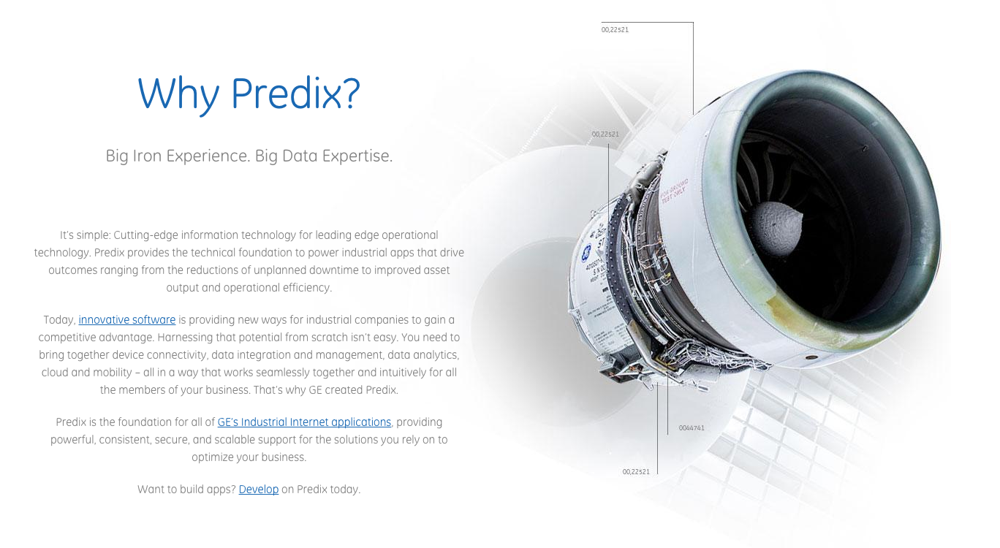 00,22521
Why Predix?
00,22521
Big Iron Experience. Big Data Expertise.
FOR GROUND
TEST ONLY
It's simple: Cutting-edge information technology for leading edge operational
technology. Predix provides the technical foundation to power industrial apps that drive
outcomes ranging from the reductions of unplanned downtime to improved asset
output and operational efficiency.
Today, innovative software is providing new ways for industrial companies to gain a
competitive advantage. Harnessing that potential from scratch isn't easy. You need to
bring together device connectivity, data integration and management, data analytics,
cloud and mobility – all in a way that works seamlessly together and intuitively for all
the members of your business. That's why GE created Predix.
Predix is the foundation for all of GE's Industrial Internet applications, providing
powerful, consistent, secure, and scalable support for the solutions you rely on to
optimize your business.
Want to build apps? Develop on Predix today.
0044741
00,22521